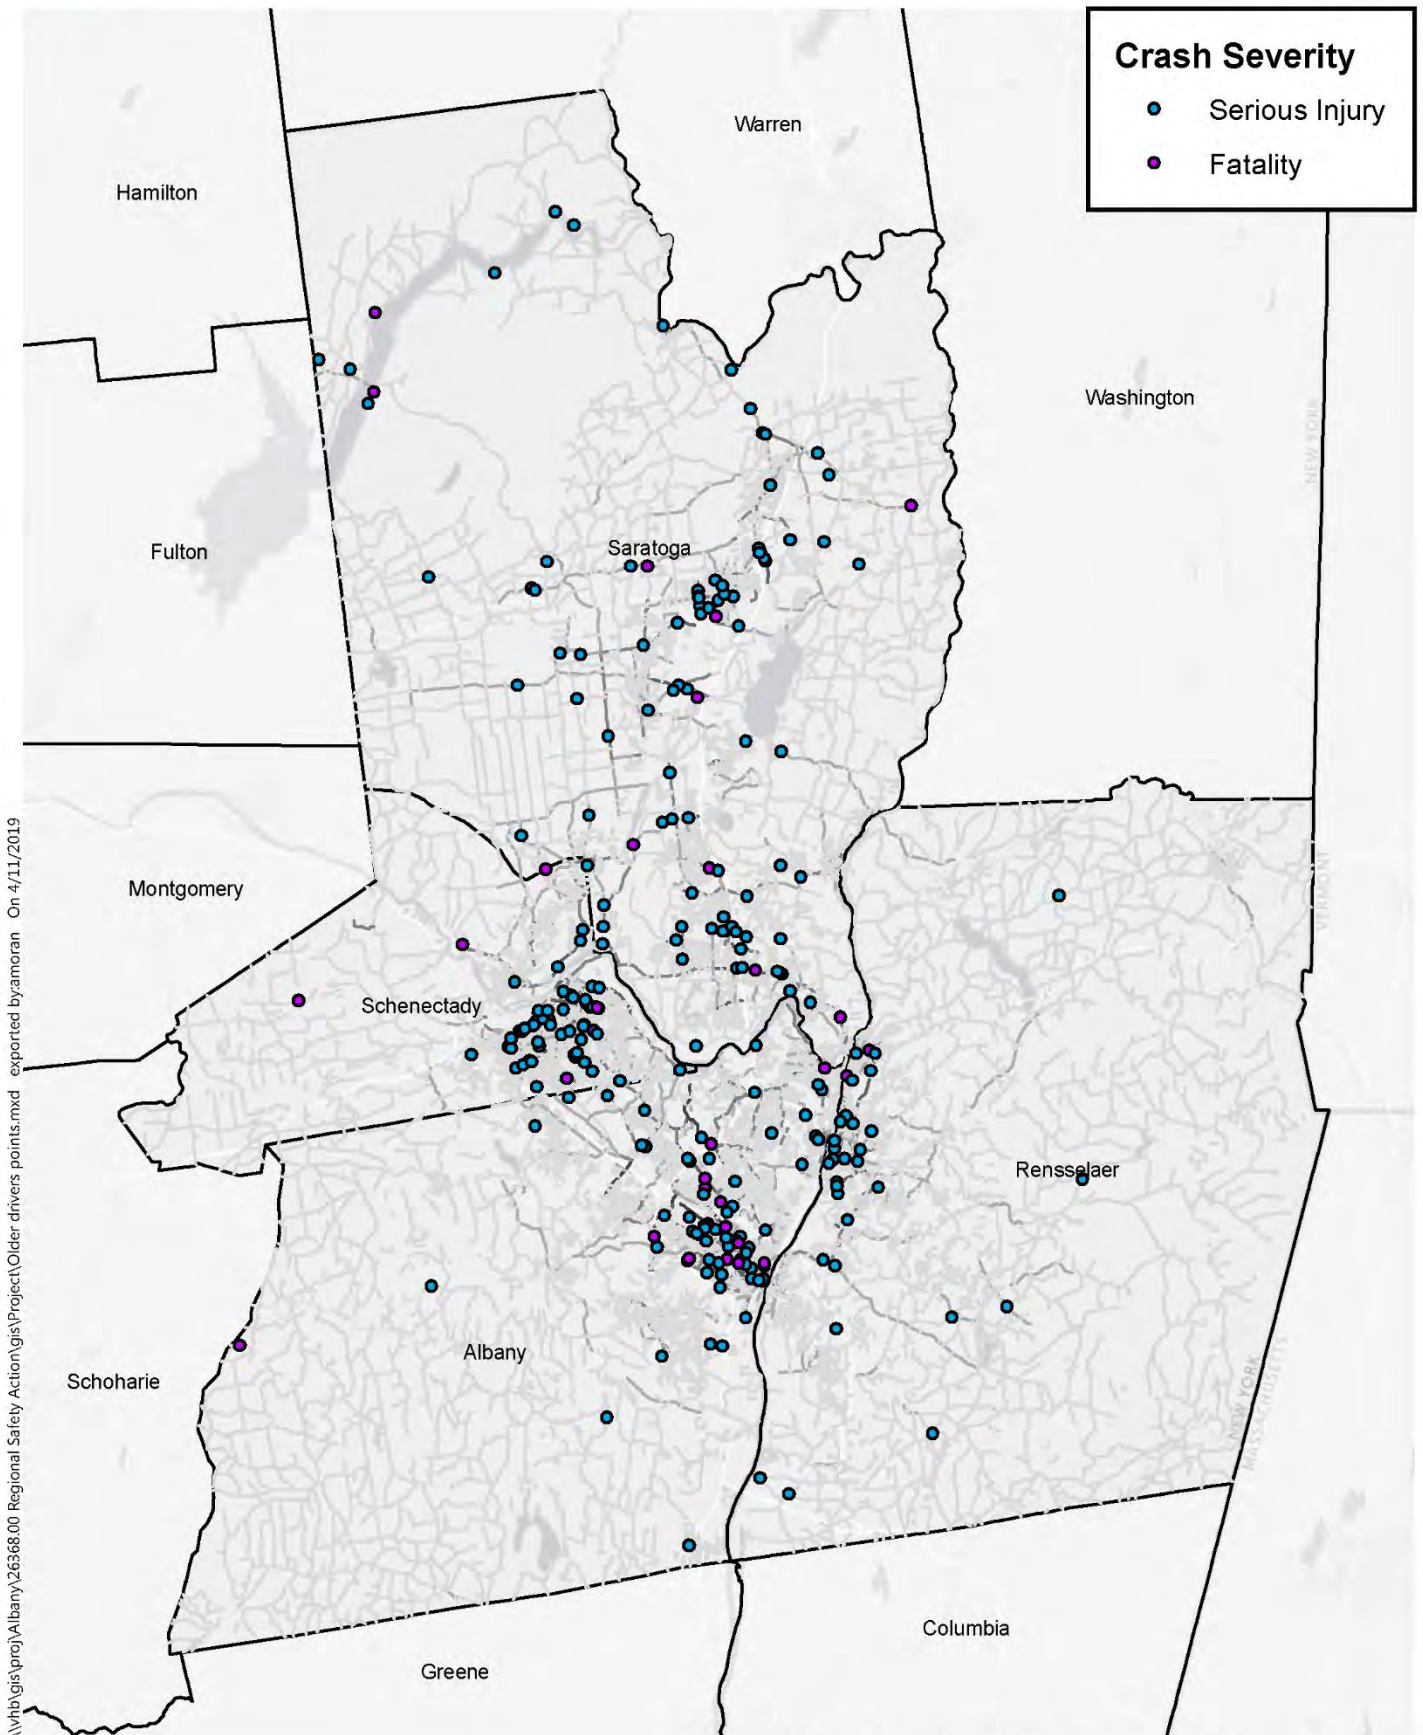 Crash Severity
Serious Injury
Fatality
Warren
Hamilton
Washington
NEW YORK
Fulton
Saratoga
Montgomery
VERMONT
Schenectady
Rensselaer
Albany
Schoharie
NEW YORK
MASSACHUSETTS
Columbia
Greene
\\vhb\gis\proj\Albany\26368.00 Regional Safety Action\gis\Project\Older drivers points.mxd exported by:amoran On 4/11/2019